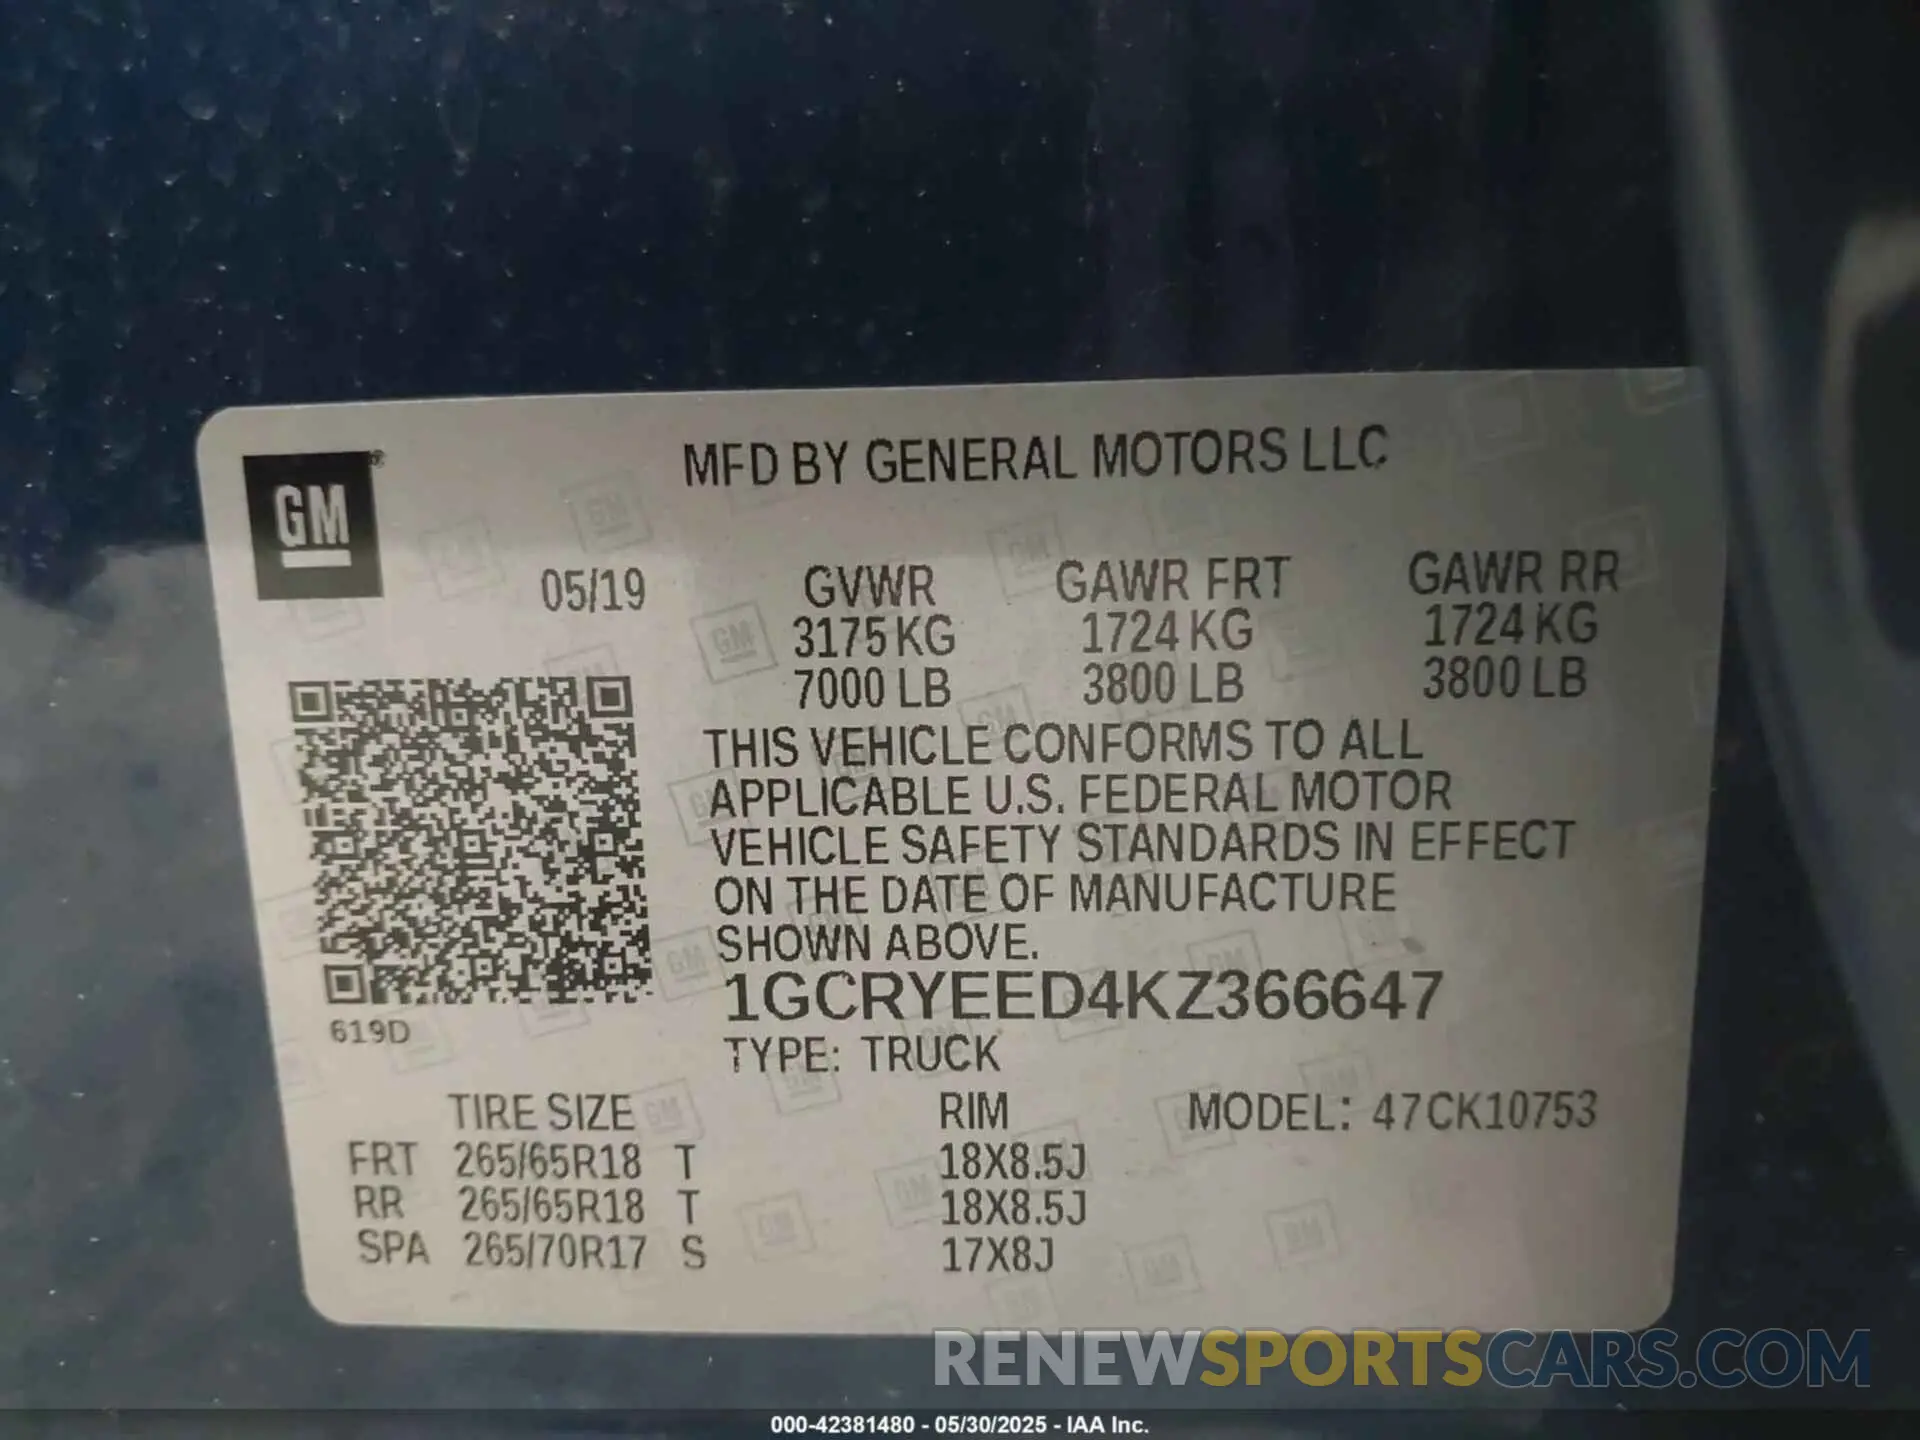 MFD BY GENERAL MOTORS LLC
GM
05/19 GVWR GAWR FRT GAWR RR
3175 KG 1724 KG 1724 KG
7000 LB 3800 LB 3800 LB
THIS VEHICLE CONFORMS TO ALL
APPLICABLE U.S. FEDERAL MOTOR
VEHICLE SAFETY STANDARDS IN EFFECT
ON THE DATE OF MANUFACTURE
SHOWN ABOVE.
1GCRYEED4KZ366647
619D
TYPE: TRUCK
TIRE SIZE RIM MODEL: 47CK10753
FRT 265/65R18 T 18X8.5J
RR 265/65R18 T 18X8.5J
SPA 265/70R17 S 17X8J
RENEWSPORTSCARS.COM
000-42381480 - 05/30/2025 - IAA Inc.